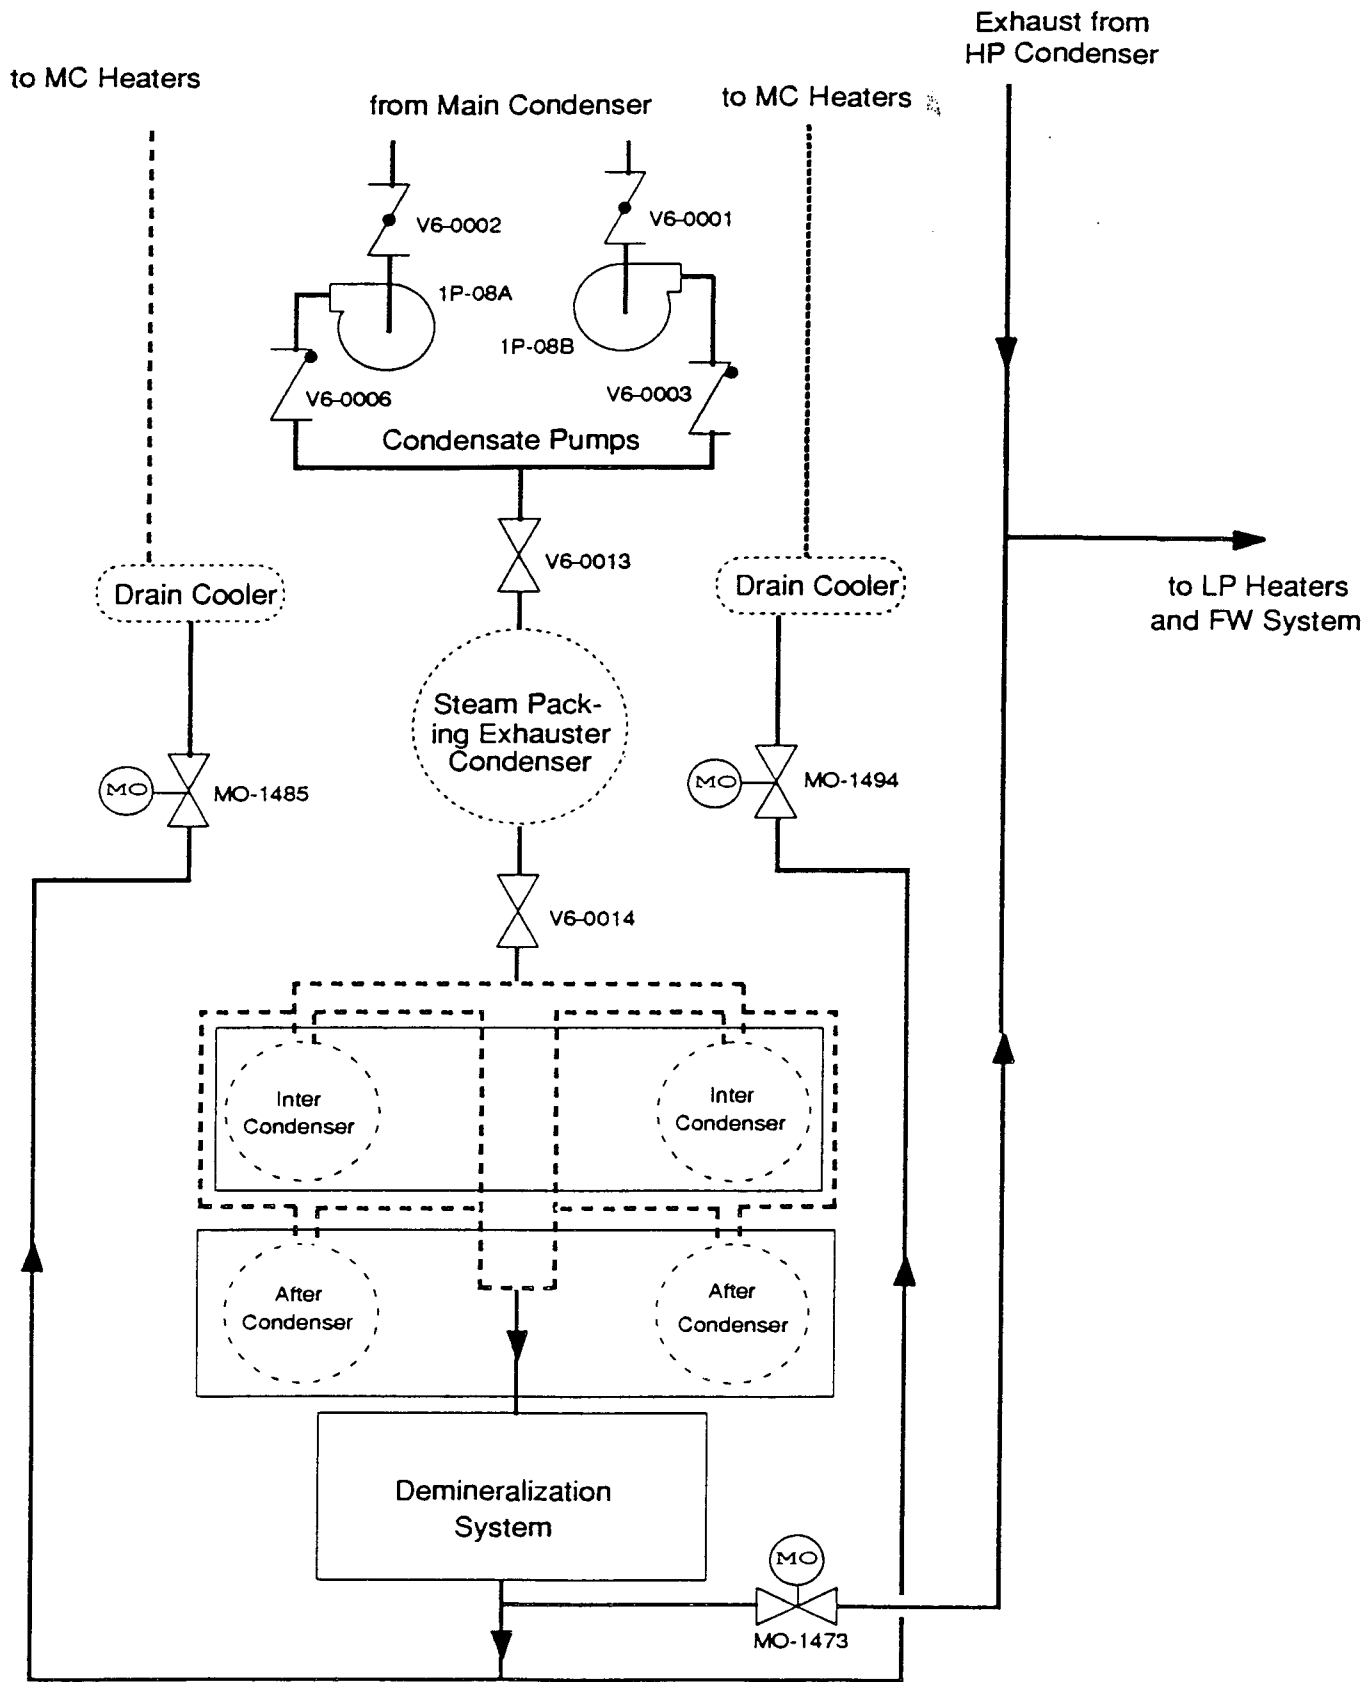 Exhaust from
HP Condenser
to MC Heaters
from Main Condenser
to MC Heaters
V6-0002
V6-0001
1P-08A
1P-08B
V6-0006
V6-0003
Condensate Pumps
V6-0013
Drain Cooler
Drain Cooler
to LP Heaters
and FW System
Steam Pack-
ing Exhauster
Condenser
MO
MO-1485
MO
MO-1494
V6-0014
Inter
Condenser
Inter
Condenser
After
Condenser
After
Condenser
Demineralization
System
MO
MO-1473